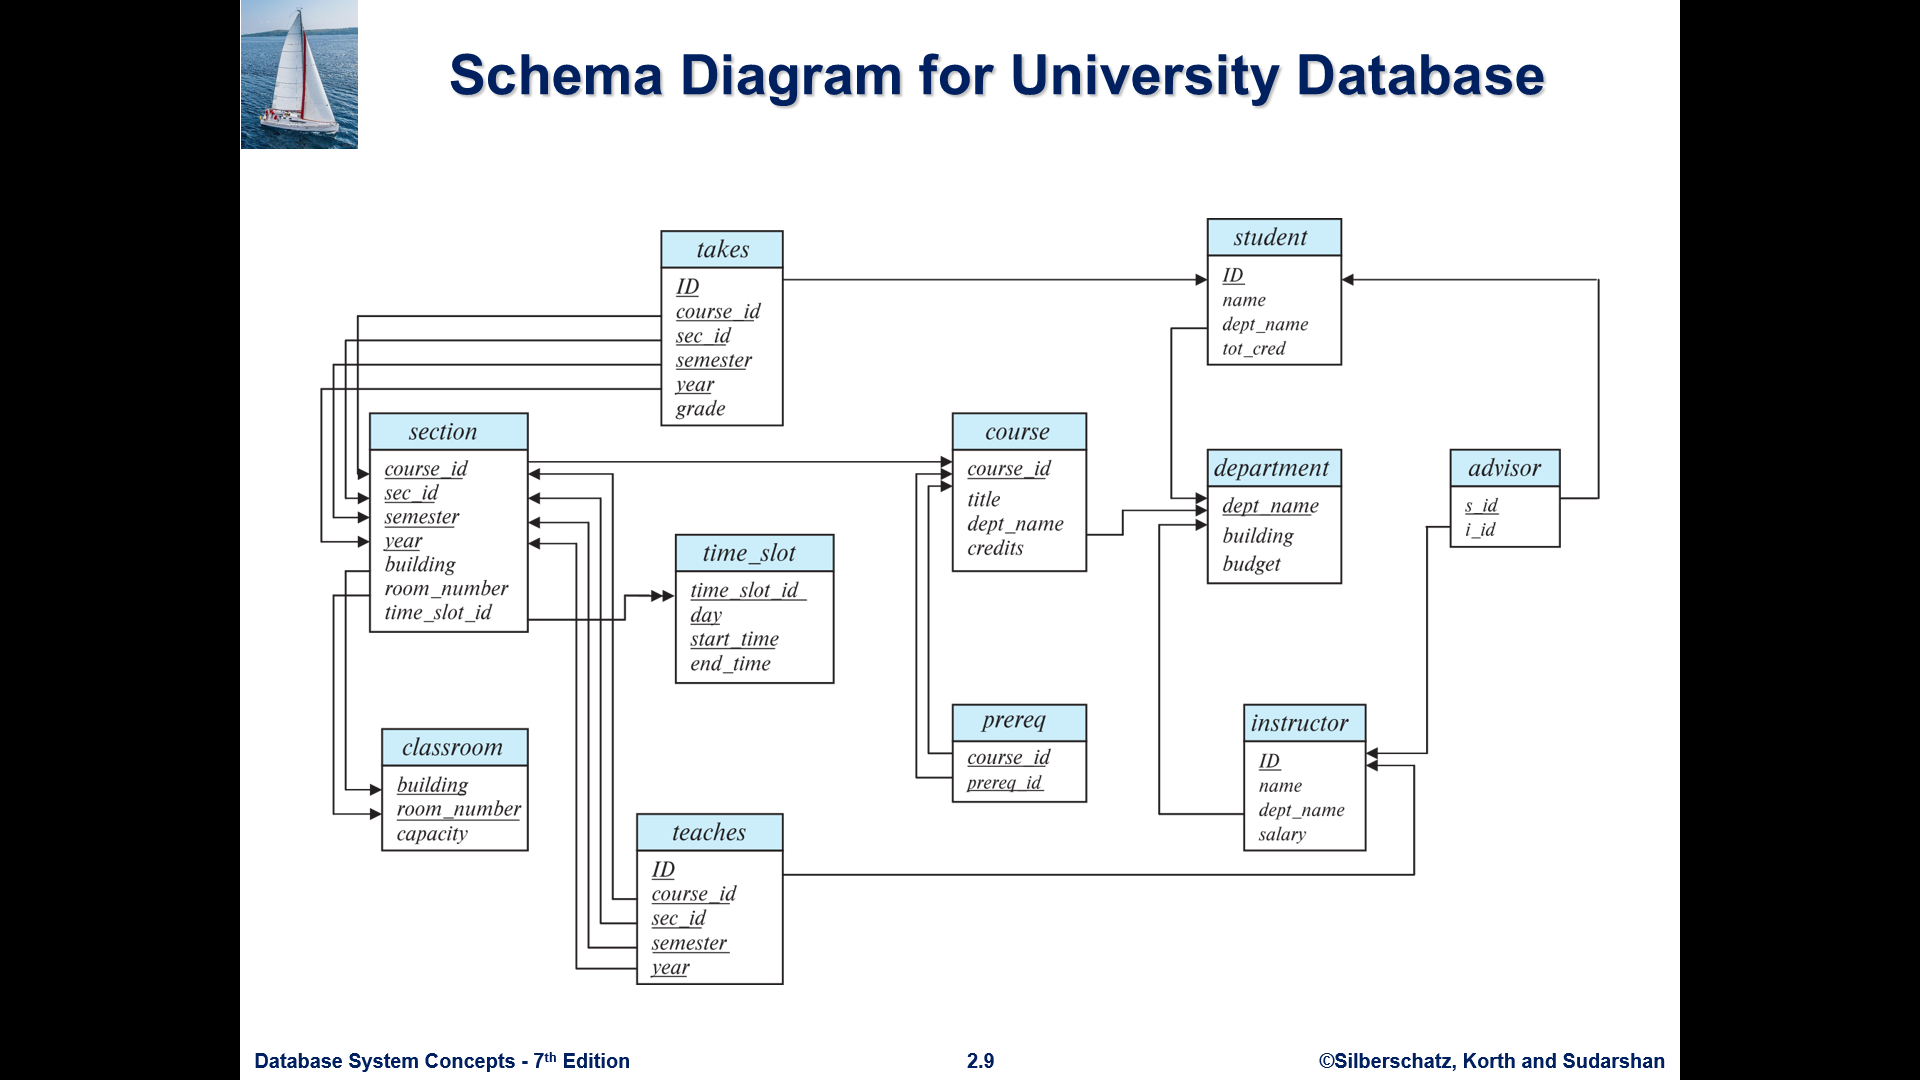 Schema Diagram for University Database
takes
ID
course_id
sec_id
semester
year
grade
student
ID
name
dept_name
tot_cred
section
course_id
sec_id
semester
year
building
room_number
time_slot_id
course
course_id
title
dept_name
credits
department
dept_name
building
budget
advisor
s_id
i_id
time_slot
time_slot_id
day
start_time
end_time
prereq
course_id
prereq_id
instructor
ID
name
dept_name
salary
classroom
building
room_number
capacity
teaches
ID
course_id
sec_id
semester
year
Database System Concepts - 7th Edition
2.9
©Silberschatz, Korth and Sudarshan